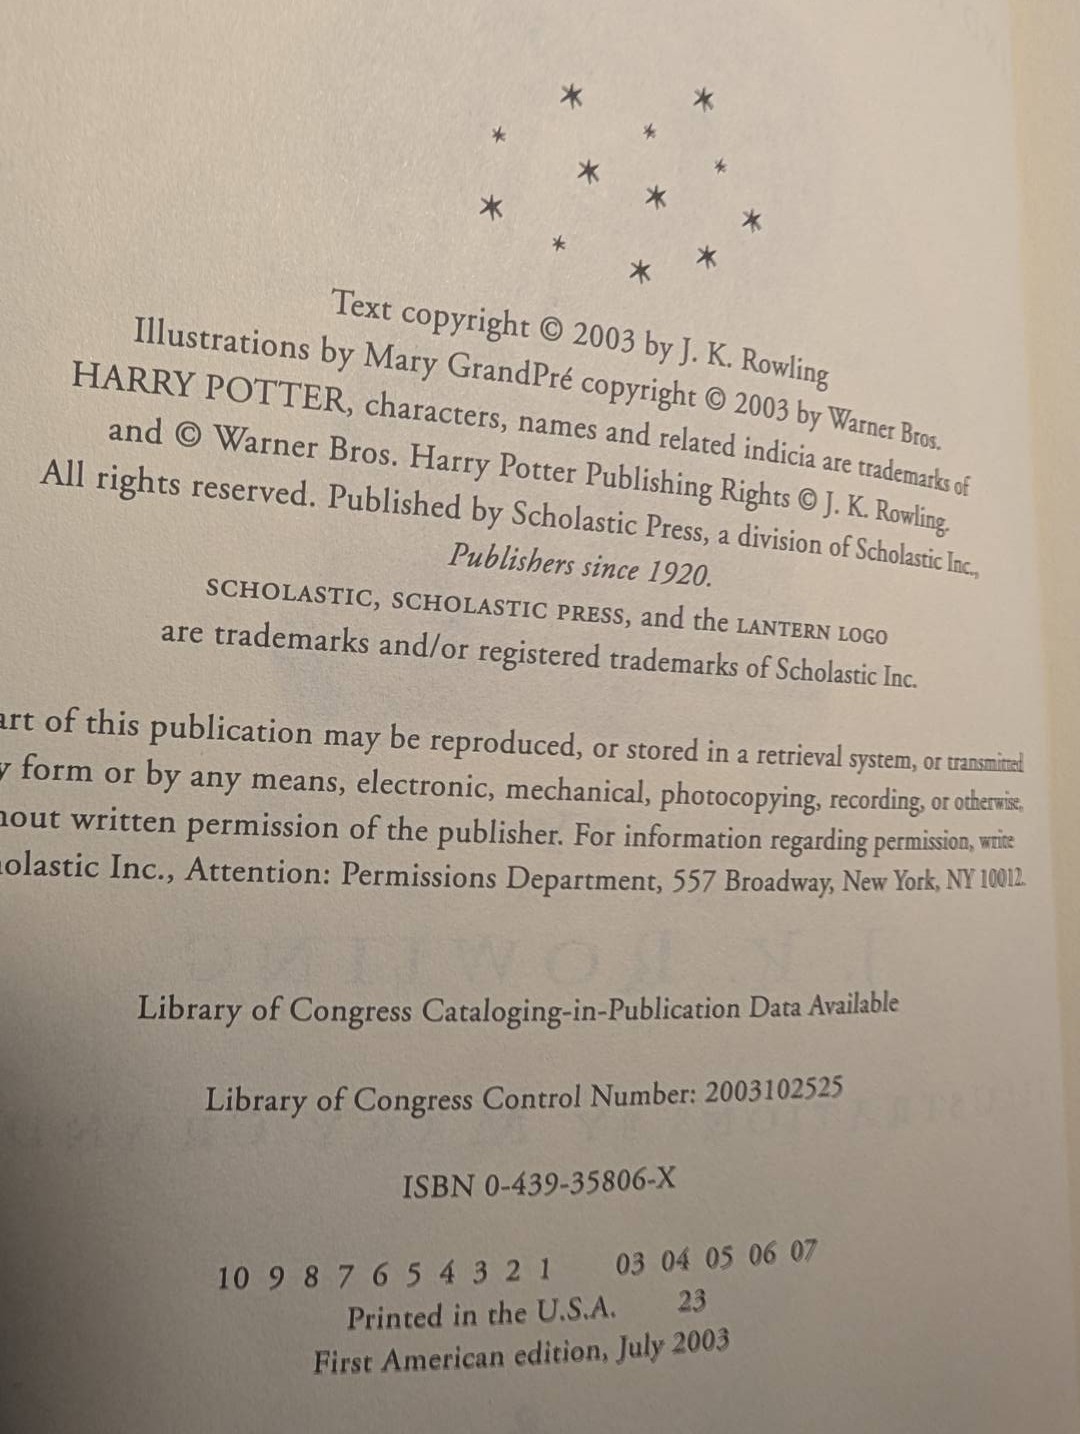 Text copyright © 2003 by J. K. Rowling
Illustrations by Mary GrandPré copyright © 2003 by Warner Bros.
HARRY POTTER, characters, names and related indicia are trademarks of
and © Warner Bros. Harry Potter Publishing Rights © J. K. Rowling.
All rights reserved. Published by Scholastic Press, a division of Scholastic Inc.,
Publishers since 1920.
SCHOLASTIC, SCHOLASTIC PRESS, and the LANTERN LOGO
are trademarks and/or registered trademarks of Scholastic Inc.
art of this publication may be reproduced, or stored in a retrieval system, or transmitted
y form or by any means, electronic, mechanical, photocopying, recording, or otherwise,
hout written permission of the publisher. For information regarding permission, write
holastic Inc., Attention: Permissions Department, 557 Broadway, New York, NY 10012.
Library of Congress Cataloging-in-Publication Data Available
Library of Congress Control Number: 2003102525
ISBN 0-439-35806-X
10 9 8 7 6 5 4 3 2 1 03 04 05 06 07
Printed in the U.S.A. 23
First American edition, July 2003